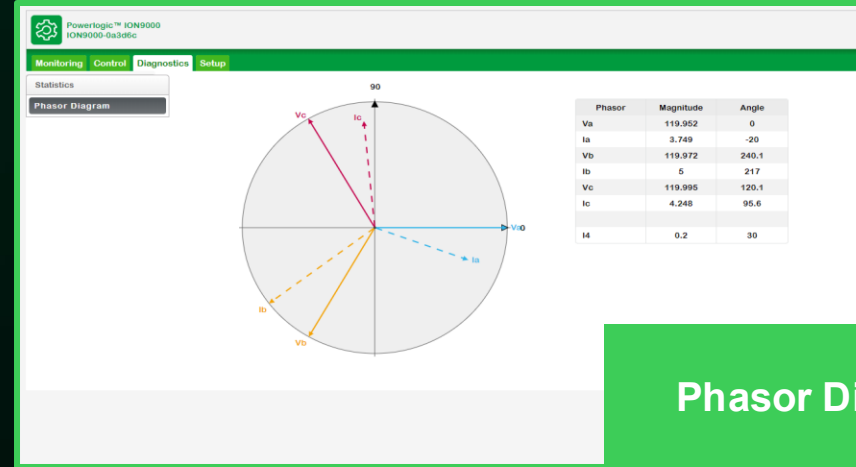 Powerlogic™ ION9000
ION9000-0a3d6c
Monitoring Control Diagnostics Setup
Statistics
Phasor Diagram
90
Vc
Ic
Va
0
Ia
Ib
Vb
Phasor Magnitude Angle
Va 119.952 0
Ia 3.749 -20
Vb 119.972 240.1
Ib 5 217
Vc 119.995 120.1
Ic 4.248 95.6
I4 0.2 30
Phasor Di